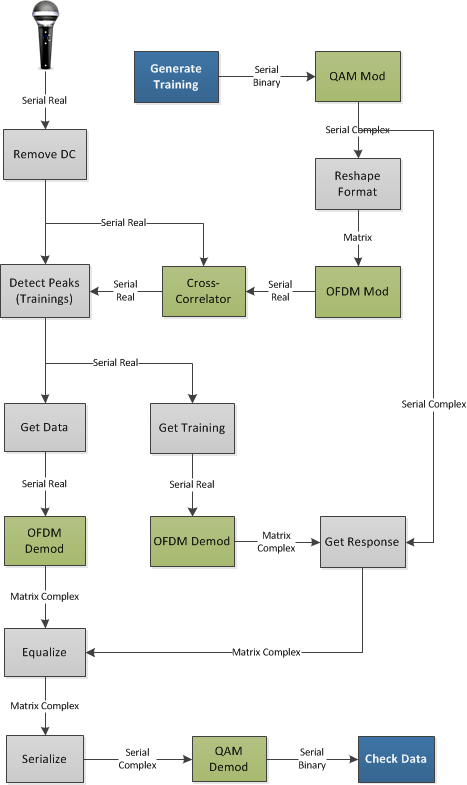 Generate
Training
Serial
Binary
QAM Mod
Serial Real
Serial Complex
Remove DC
Reshape
Format
Serial Real
Matrix
Detect Peaks
(Trainings)
Serial
Real
Cross-
Correlator
Serial
Real
OFDM Mod
Serial Real
Serial Complex
Get Data
Get Training
Serial Real
Serial Real
OFDM
Demod
OFDM Demod
Matrix
Complex
Get Response
Matrix Complex
Equalize
Matrix Complex
Matrix Complex
Serialize
Serial
Complex
QAM
Demod
Serial
Binary
Check Data